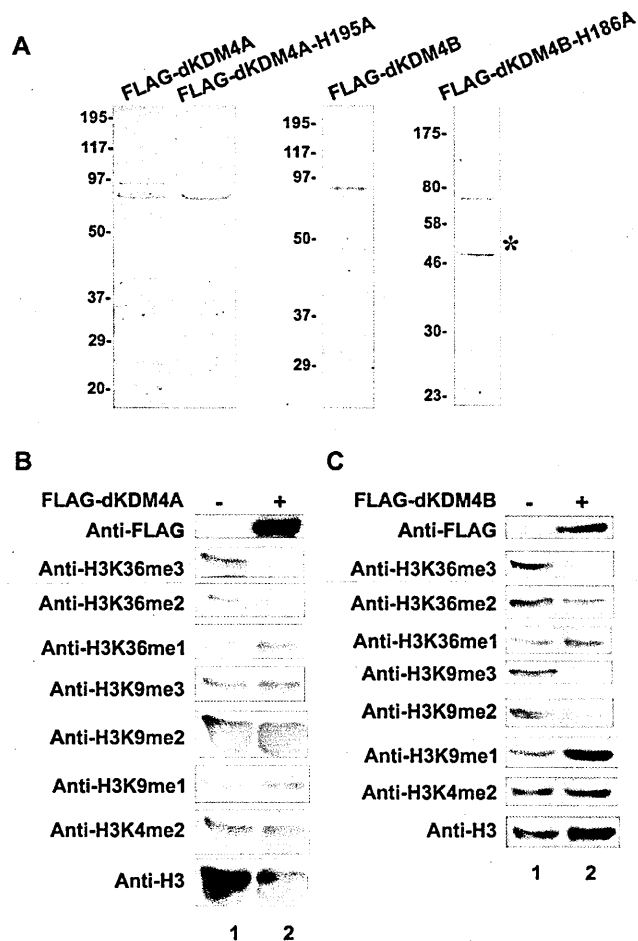 A
FLAG-dKDM4A
FLAG-dKDM4A-H195A
FLAG-dKDM4B
FLAG-dKDM4B-H186A
195-
117-
97-
50-
37-
29-
20-
195-
117-
97-
50-
37-
29-
175-
80-
58-
46-
30-
23-
*
B
FLAG-dKDM4A - +
Anti-FLAG
Anti-H3K36me3
Anti-H3K36me2
Anti-H3K36me1
Anti-H3K9me3
Anti-H3K9me2
Anti-H3K9me1
Anti-H3K4me2
Anti-H3
1 2
C
FLAG-dKDM4B - +
Anti-FLAG
Anti-H3K36me3
Anti-H3K36me2
Anti-H3K36me1
Anti-H3K9me3
Anti-H3K9me2
Anti-H3K9me1
Anti-H3K4me2
Anti-H3
1 2